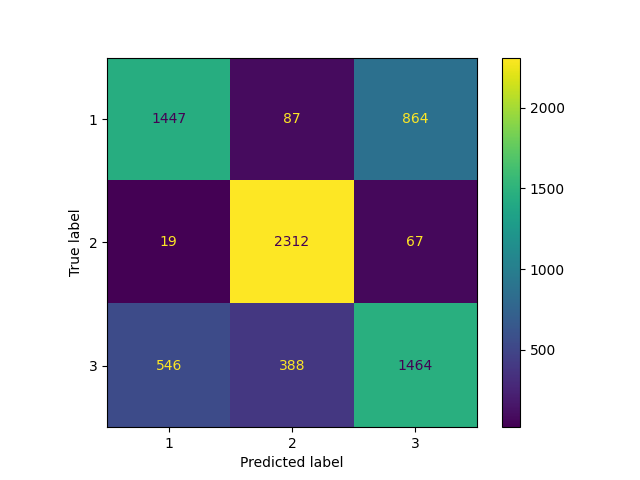 1 1447 87 864
2 19 2312 67
3 546 388 1464
1 2 3
Predicted label
True label
2000
1500
1000
500